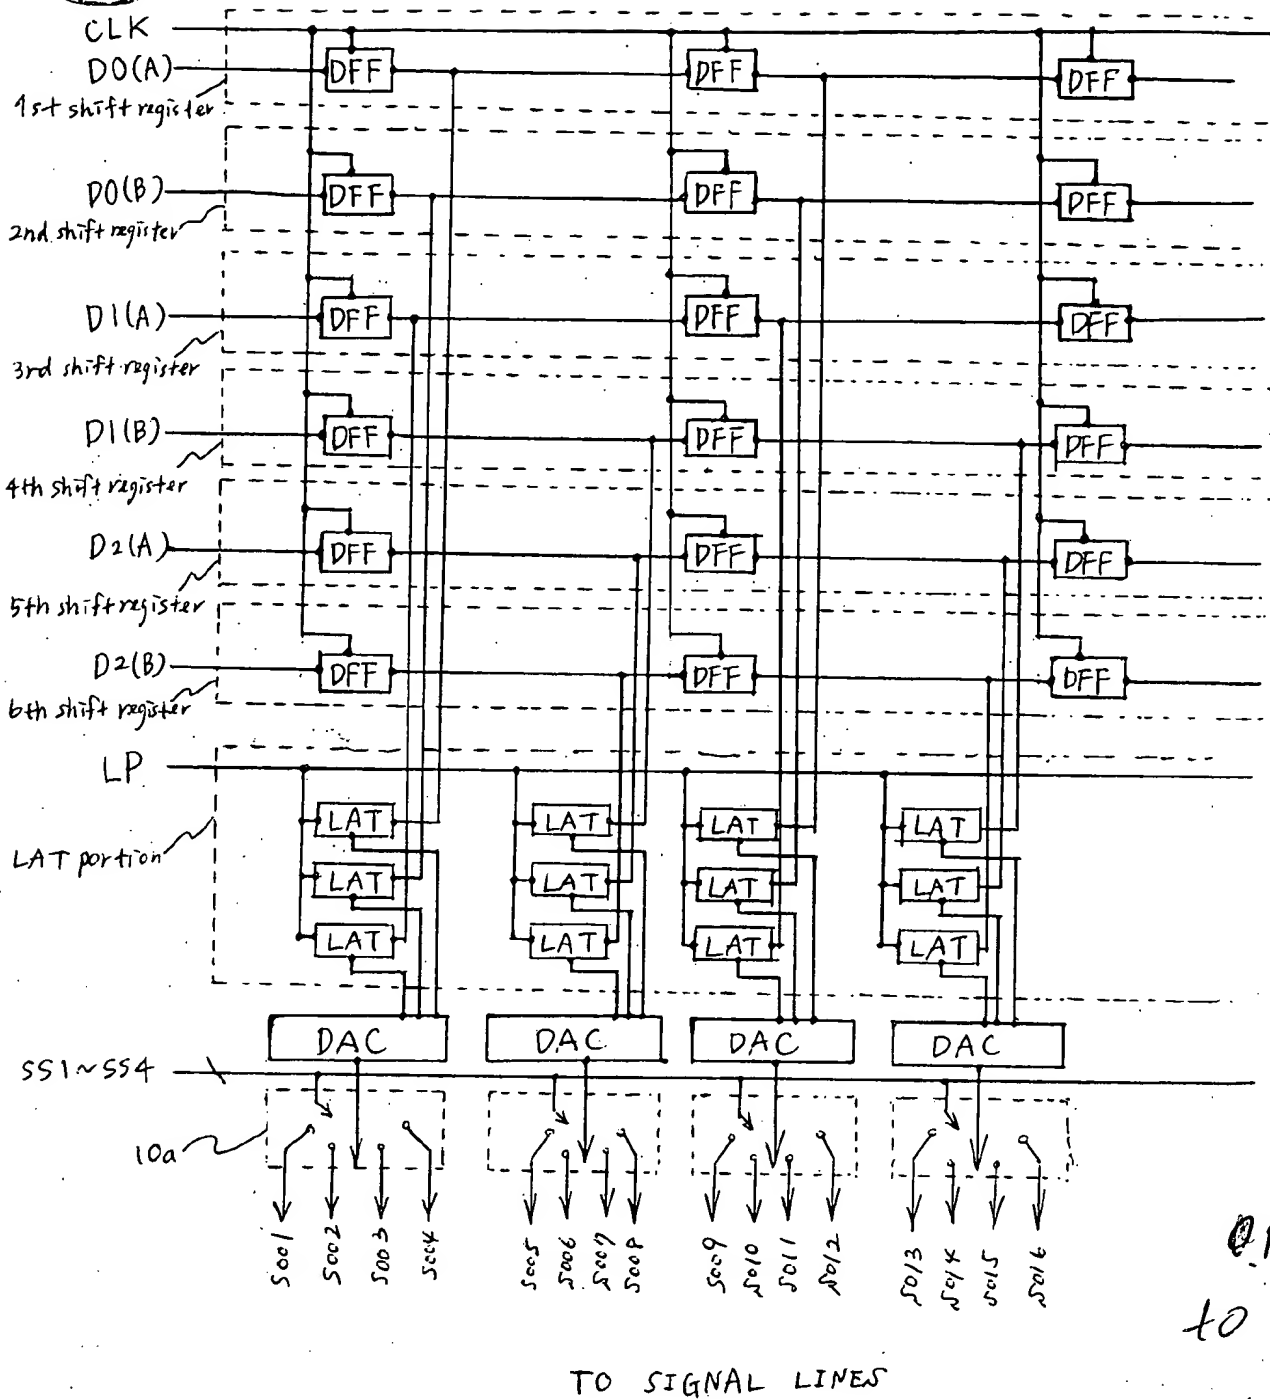 CLK
D0(A)
DFF DFF DFF
1st shift register
D0(B)
DFF DFF DFF
2nd shift register
D1(A)
DFF DFF DFF
3rd shift register
D1(B)
DFF DFF DFF
4th shift register
D2(A)
DFF DFF DFF
5th shift register
D2(B)
DFF DFF DFF
6th shift register
LP
LAT LAT LAT LAT
LAT portion
LAT LAT LAT LAT
LAT LAT LAT LAT
DAC DAC DAC DAC
SS1~SS4
10a
S001 S002 S003 S004 S005 S006 S007 S008 S009 S010 S011 S012 S013 S014 S015 S016
to
TO SIGNAL LINES